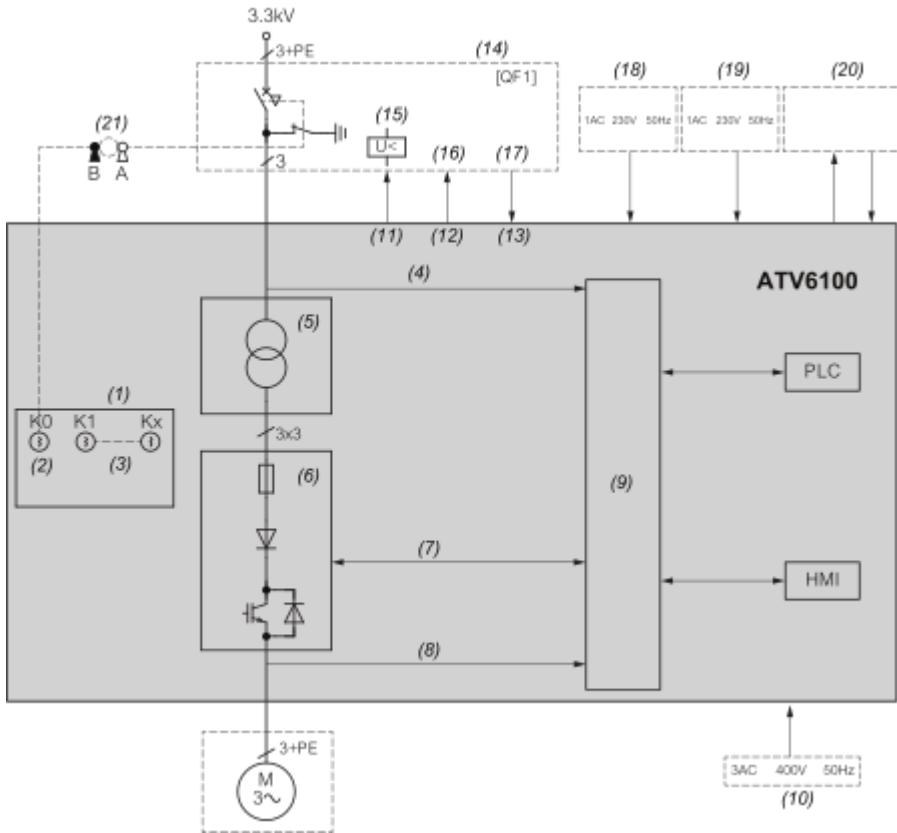 3.3kV
3+PE
(14)
[QF1]
(18)
(19)
(20)
1AC 230V 50Hz
1AC 230V 50Hz
(21)
B
A
(15)
U<
(16)
(17)
3
(11)
(12)
(13)
(4)
ATV6100
(5)
PLC
(1)
K0
K1
Kx
(2)
(3)
3x3
(6)
(9)
(7)
HMI
(8)
3+PE
M
3~
3AC 400V 50Hz
(10)